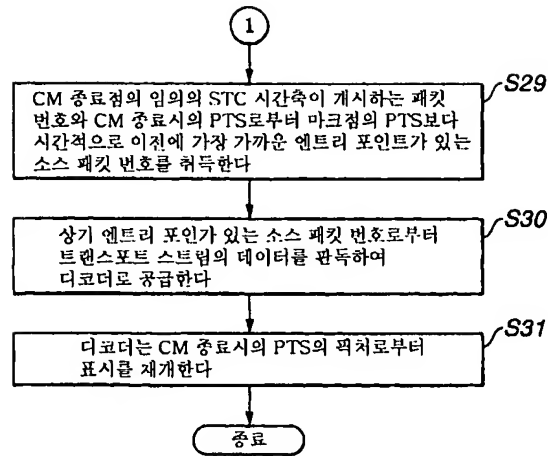 1
S29
CM 종료점의 임의의 STC 시간축이 개시하는 패킷
번호와 CM 종료시의 PTS로부터 마크점의 PTS보다
시간적으로 이전에 가장 가까운 엔트리 포인트가 있는
소스 패킷 번호를 취득한다
S30
상기 엔트리 포인가 있는 소스 패킷 번호로부터
트랜스포트 스트럼의 데이터를 판독하여
디코더로 공급한다
S31
디코더는 CM 종료시의 PTS의 픽처로부터
표시를 재개한다
종료